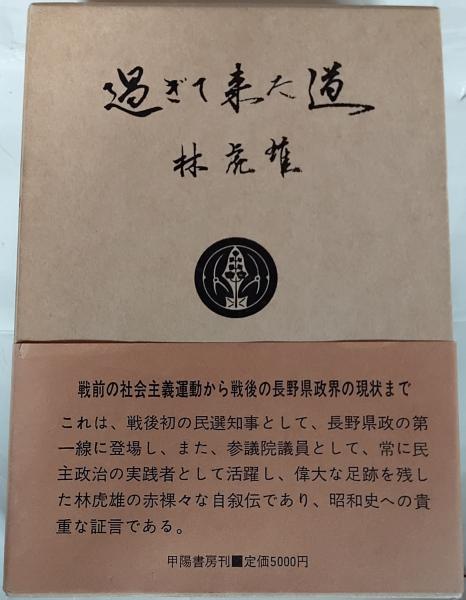 過ぎて来た道
林虎雄
戦前の社会主義運動から戦後の長野県政界の現状まで
これは、戦後初の民選知事として、長野県政の第
一線に登場し、また、参議院議員として、常に民
主政治の実践者として活躍し、偉大な足跡を残し
た林虎雄の赤裸々な自叙伝であり、昭和史への貴
重な証言である。
甲陽書房刊■定価5000円